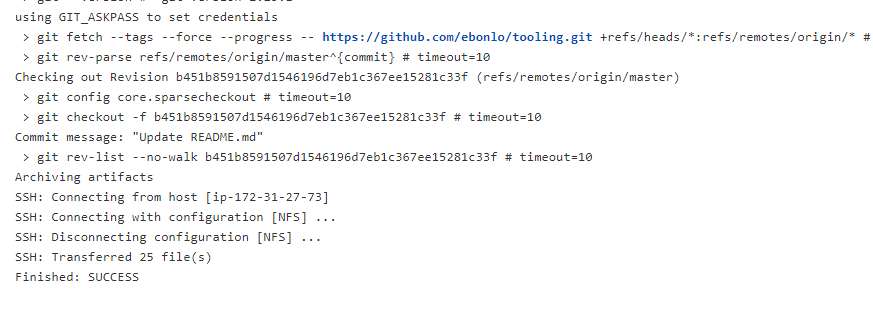 using GIT_ASKPASS to set credentials
> git fetch --tags --force --progress -- https://github.com/ebonlo/tooling.git +refs/heads/*:refs/remotes/origin/* #
> git rev-parse refs/remotes/origin/master^{commit} # timeout=10
Checking out Revision b451b8591507d1546196d7eb1c367ee15281c33f (refs/remotes/origin/master)
> git config core.sparsecheckout # timeout=10
> git checkout -f b451b8591507d1546196d7eb1c367ee15281c33f # timeout=10
Commit message: "Update README.md"
> git rev-list --no-walk b451b8591507d1546196d7eb1c367ee15281c33f # timeout=10
Archiving artifacts
SSH: Connecting from host [ip-172-31-27-73]
SSH: Connecting with configuration [NFS] ...
SSH: Disconnecting configuration [NFS] ...
SSH: Transferred 25 file(s)
Finished: SUCCESS